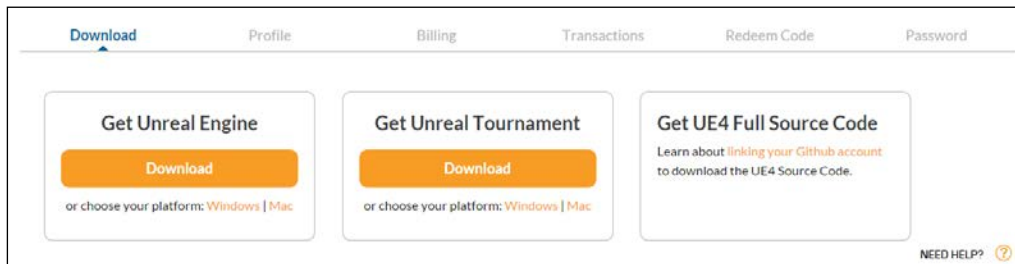 Download Profile Billing Transactions Redeem Code Password
Get Unreal Engine
Download
or choose your platform: Windows | Mac
Get Unreal Tournament
Download
or choose your platform: Windows | Mac
Get UE4 Full Source Code
Learn about linking your Github account
to download the UE4 Source Code.
NEED HELP? ?